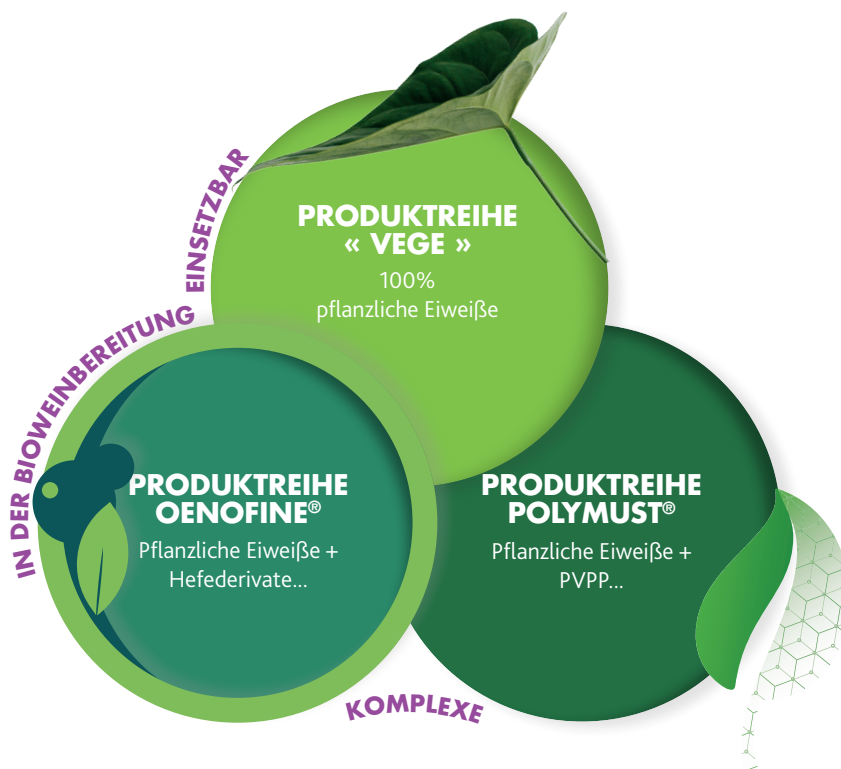 IN DER BIOWEINBEREITUNG EINSETZBAR
PRODUKTREIHE
« VEGE »
100%
pflanzliche Eiweiße
PRODUKTREIHE
OENOFINE®
Pflanzliche Eiweiße +
Hefederivate...
PRODUKTREIHE
POLYMUST®
Pflanzliche Eiweiße +
PVPP...
KOMPLEXE